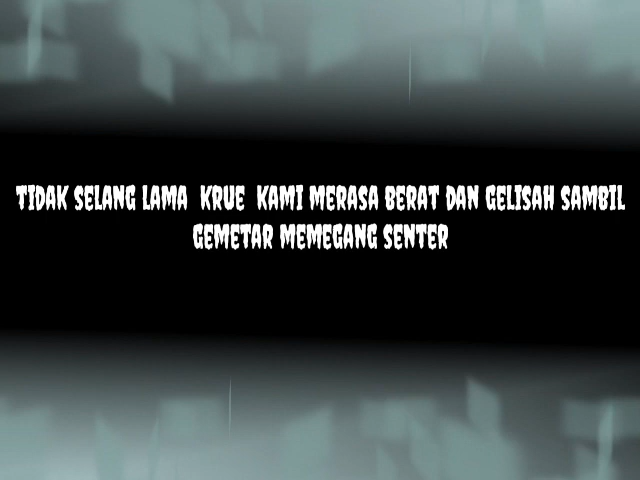 TIDAK SELANG LAMA KRUE KAMI MERASA BERAT DAN GELISAH SAMBIL
GEMETAR MEMEGANG SENTER